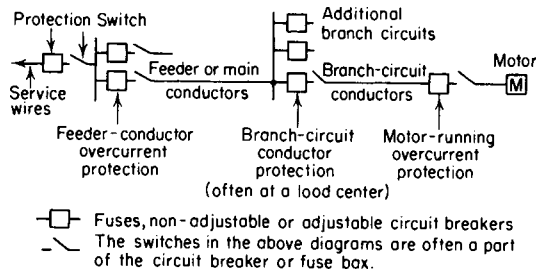 Protection Switch
Additional
branch circuits
Motor
M
Service
wires
Feeder or main
conductors
Branch-circuit
conductors
Feeder-conductor
overcurrent
protection
Branch-circuit
conductor
protection
(often at a lood center)
Motor-running
overcurrent
protection
Fuses, non-adjustable or adjustable circuit breakers
The switches in the above diagrams are often a part
of the circuit breaker or fuse bax.